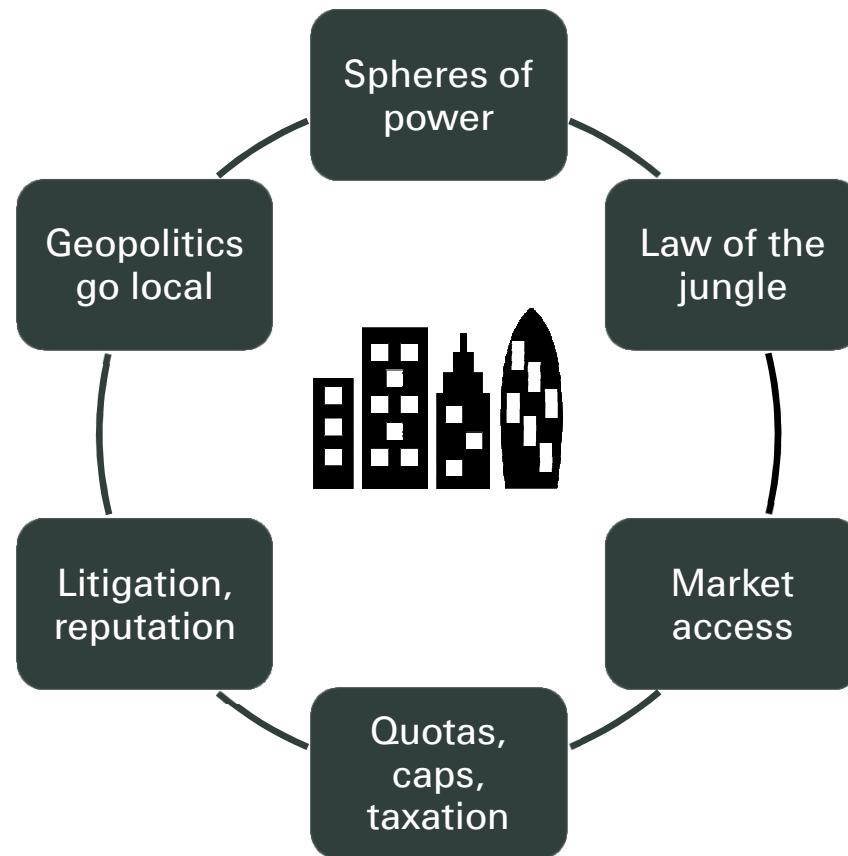 Spheres of
power
Law of the
jungle
Market
access
Quotas,
caps,
taxation
Litigation,
reputation
Geopolitics
go local